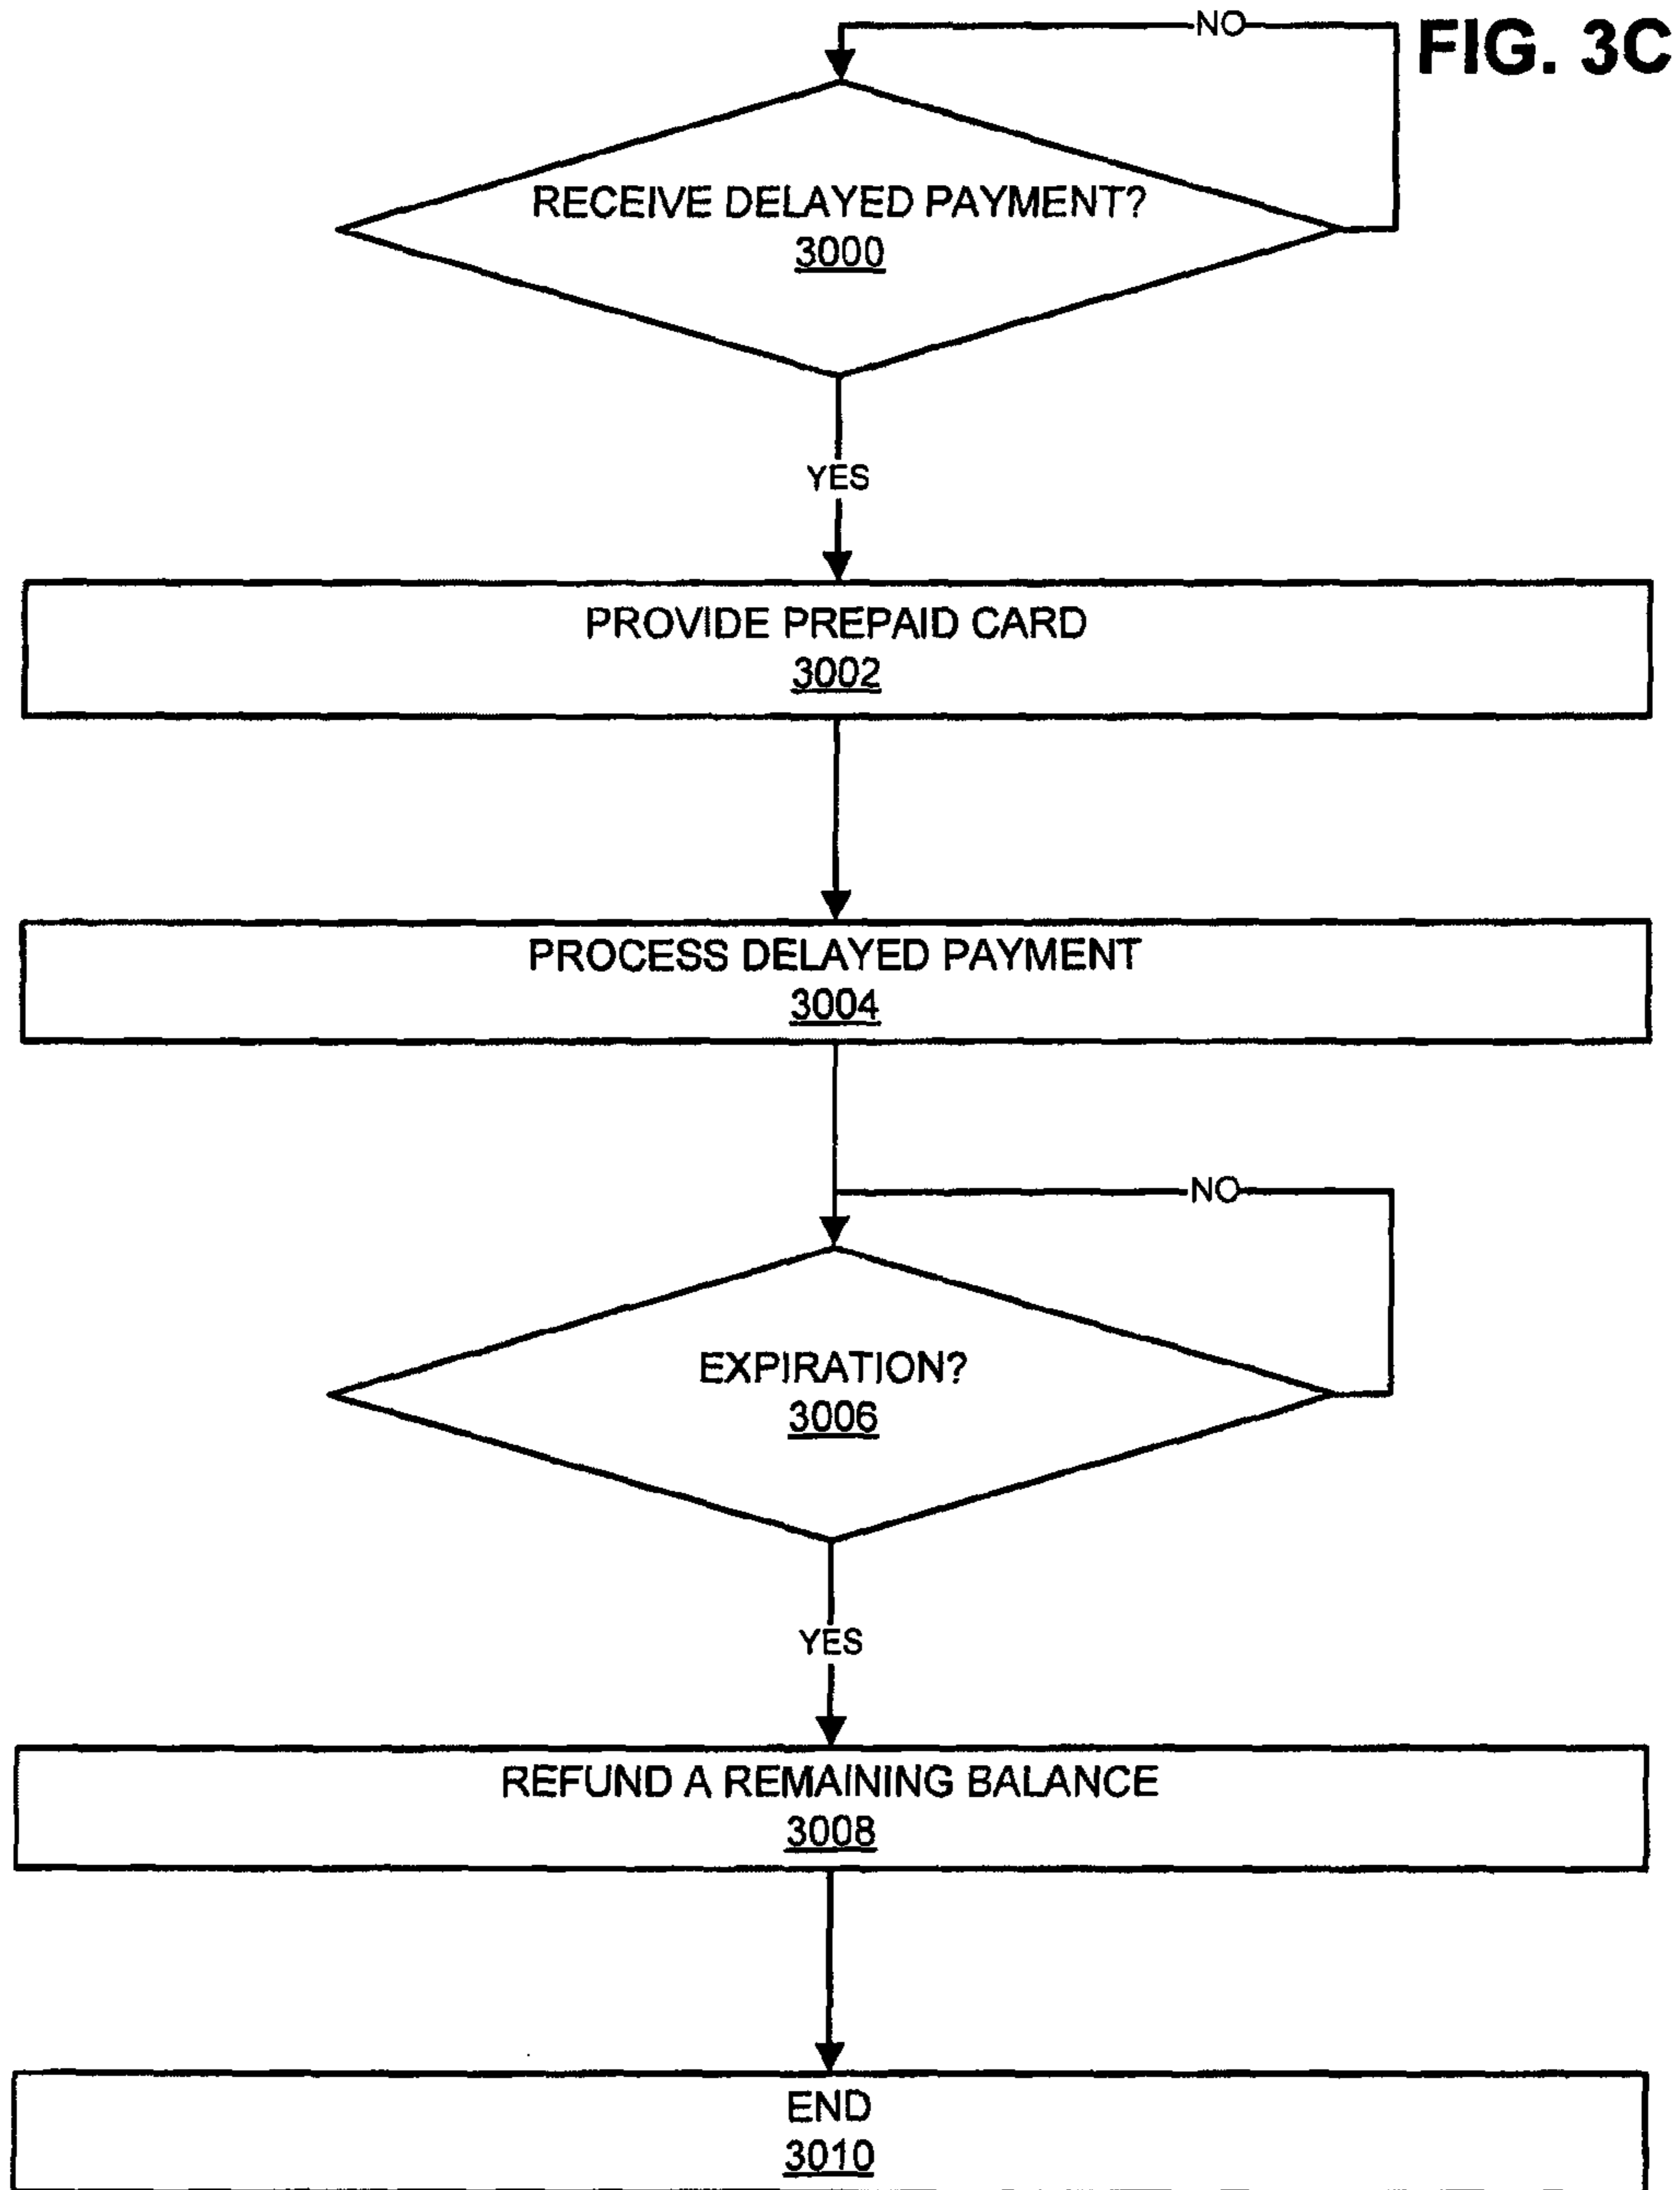 NO
FIG. 3C
RECEIVE DELAYED PAYMENT?
3000
YES
PROVIDE PREPAID CARD
3002
PROCESS DELAYED PAYMENT
3004
NO
EXPIRATION?
3006
YES
REFUND A REMAINING BALANCE
3008
END
3010